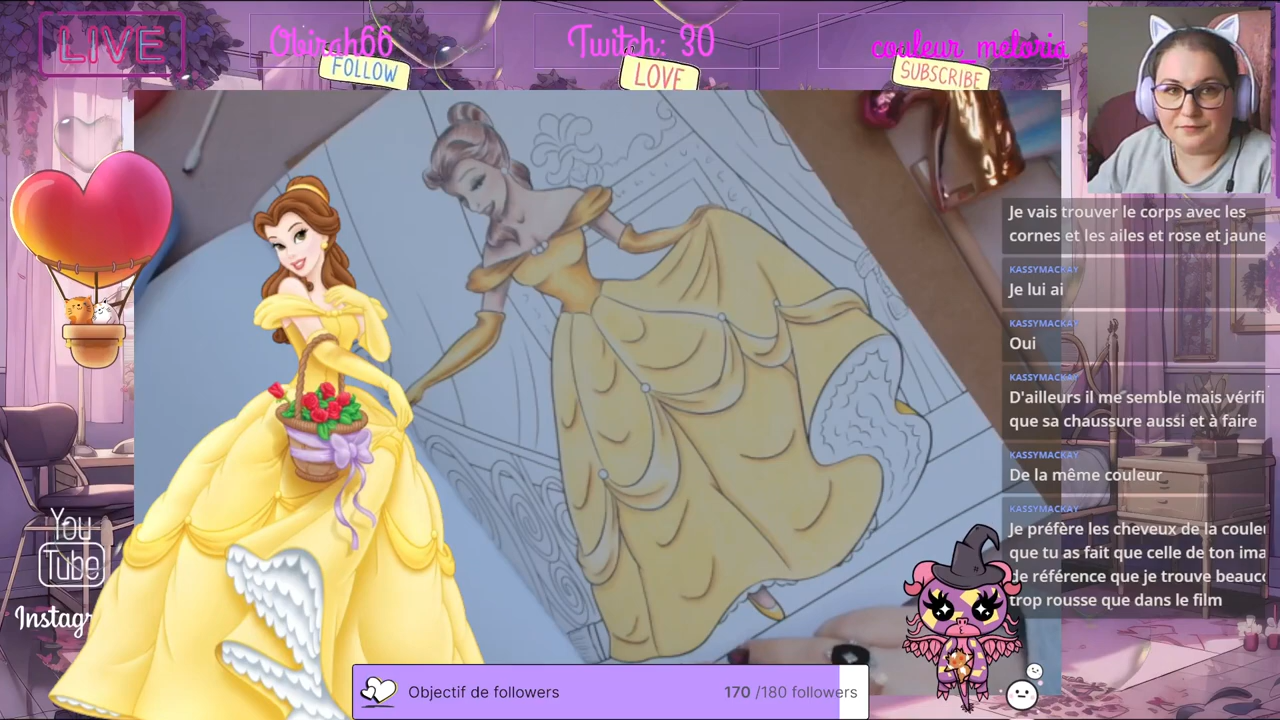 LIVE
Obirah66
Twitch: 30
couleur_meloria
FOLLOW
LOVE
SUBSCRIBE
Je vais trouver le corps avec les
cornes et les ailes et rose et jaune
KASSYMACKAY
Je lui ai
KASSYMACKAY
Oui
KASSYMACKAY
D'ailleurs il me semble mais vérifi
que sa chaussure aussi et à faire
KASSYMACKAY
De la même couleur
KASSYMACKAY
Je préfère les cheveux de la couleu
que tu as fait que celle de ton ima
de référence que je trouve beauco
trop rousse que dans le film
You
Tube
Instagr
Objectif de followers
170 /180 followers